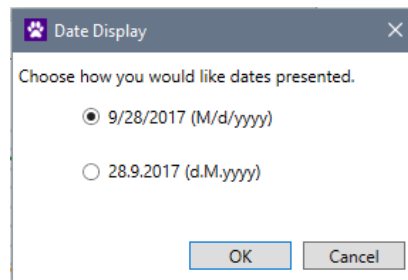 Date Display
Choose how you would like dates presented.
9/28/2017 (M/d/yyyy)
28.9.2017 (d.M.yyyy)
OK Cancel